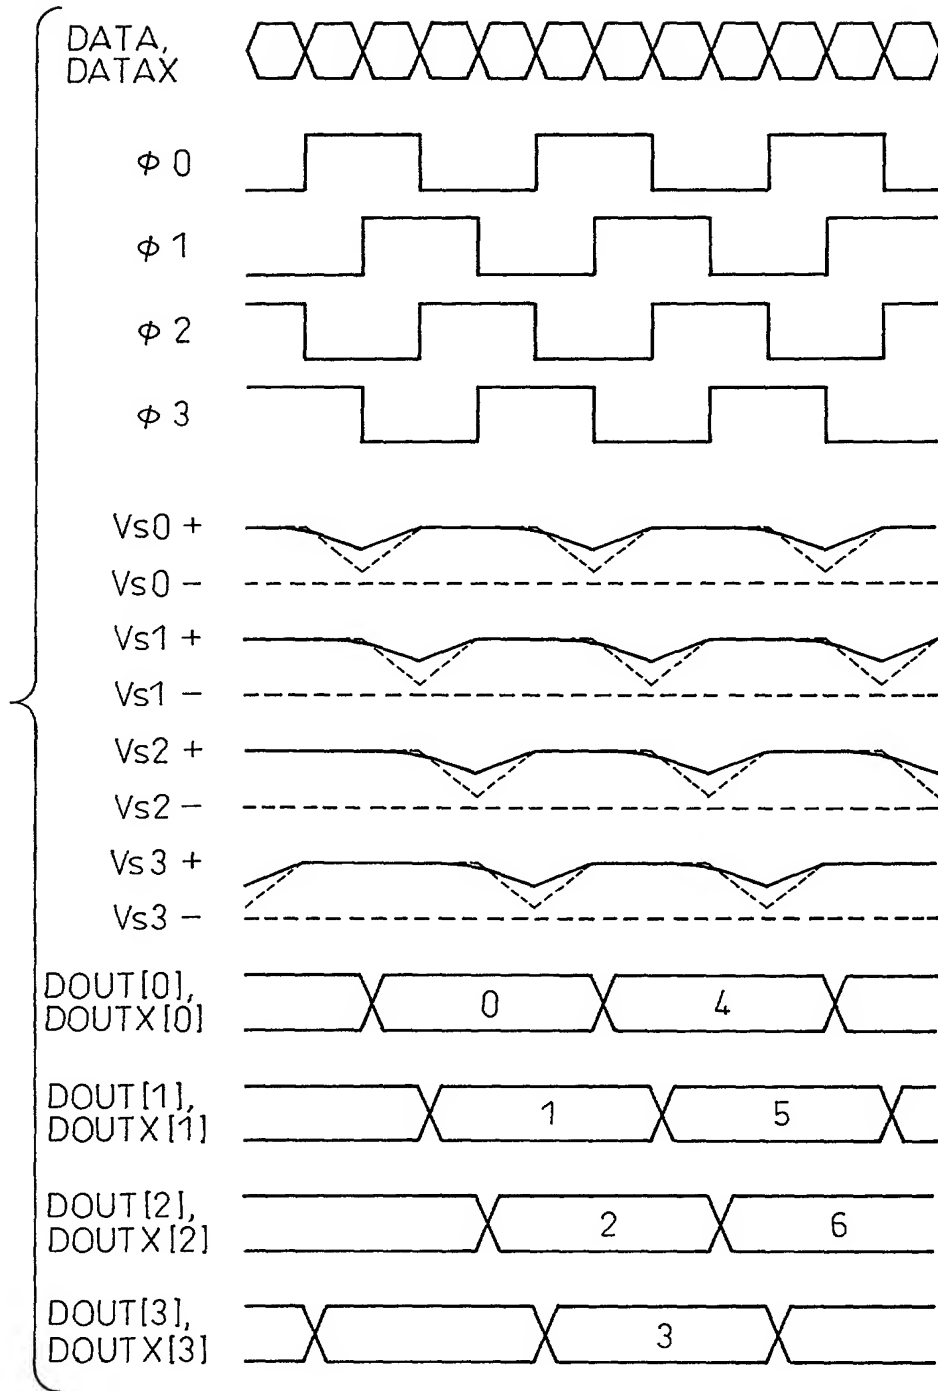 DATA,
DATAX
Φ 0
Φ 1
Φ 2
Φ 3
Vs0 +
Vs0 -
Vs1 +
Vs1 -
Vs2 +
Vs2 -
Vs3 +
Vs3 -
DOUT[0],
DOUTX[0]
0 4
DOUT[1],
DOUTX[1]
1 5
DOUT[2],
DOUTX[2]
2 6
DOUT[3],
DOUTX[3]
3